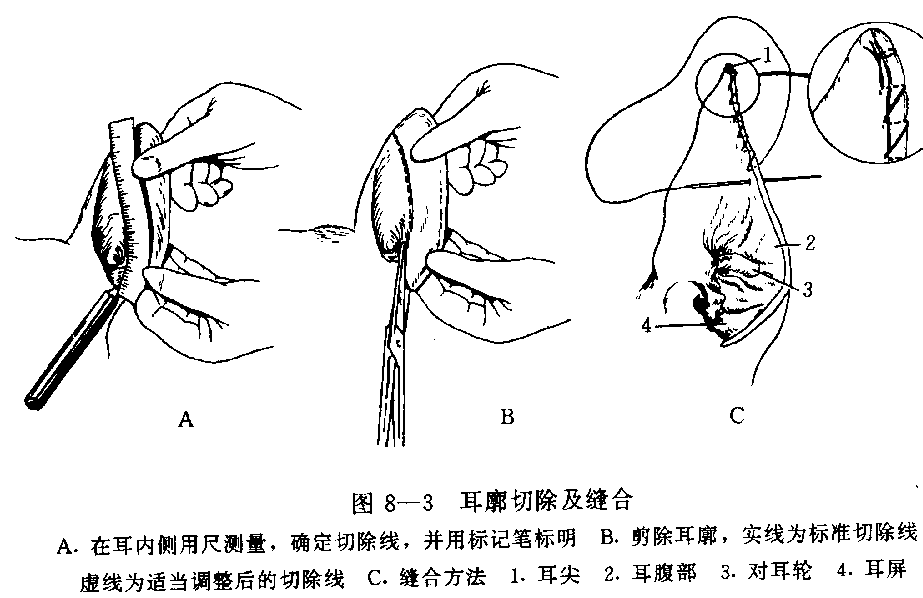 1
2
3
4
A
B
C
图 8—3 耳廓切除及缝合
A. 在耳内侧用尺测量，确定切除线，并用标记笔标明 B. 剪除耳廓，实线为标准切除线
虚线为适当调整后的切除线 C. 缝合方法 1. 耳尖 2. 耳腹部 3. 对耳轮 4. 耳屏